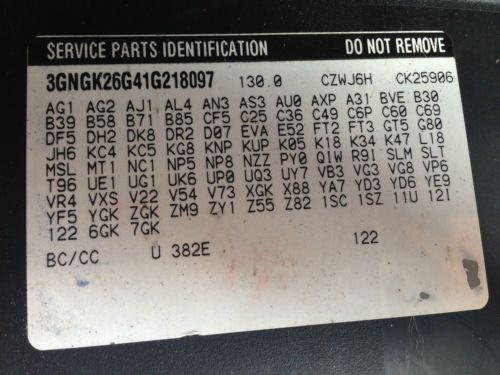 SERVICE PARTS IDENTIFICATION DO NOT REMOVE
3GNGK26G41G218097 130.0 CZWJ6H CK25906
AG1 AG2 AJ1 AL4 AN3 AS3 AU0 AXP A31 BVE B30
B39 B58 B71 B85 CF5 C25 C36 C49 C6P C60 C69
DF5 DH2 DK8 DR2 D07 EVA E52 FT2 FT3 GT5 G80
JH6 KC4 KC5 KG8 KNP KUP KNC K05 K18 K34 K47 L18
MSL MT1 NC1 NP5 NP8 NZZ PY0 QIW R9I SLM SLT
T96 UE1 UG1 UK6 UP0 UQ3 UY7 VB3 VG3 VG8 VP6
VR4 VXS V22 V54 V73 XGK X88 YA7 YD3 YD6 YE9
YF5 YGK ZGK ZM9 ZY1 Z55 Z82 1SC 1SZ 11U 121
122 6GK 7GK
BC/CC U 382E 122